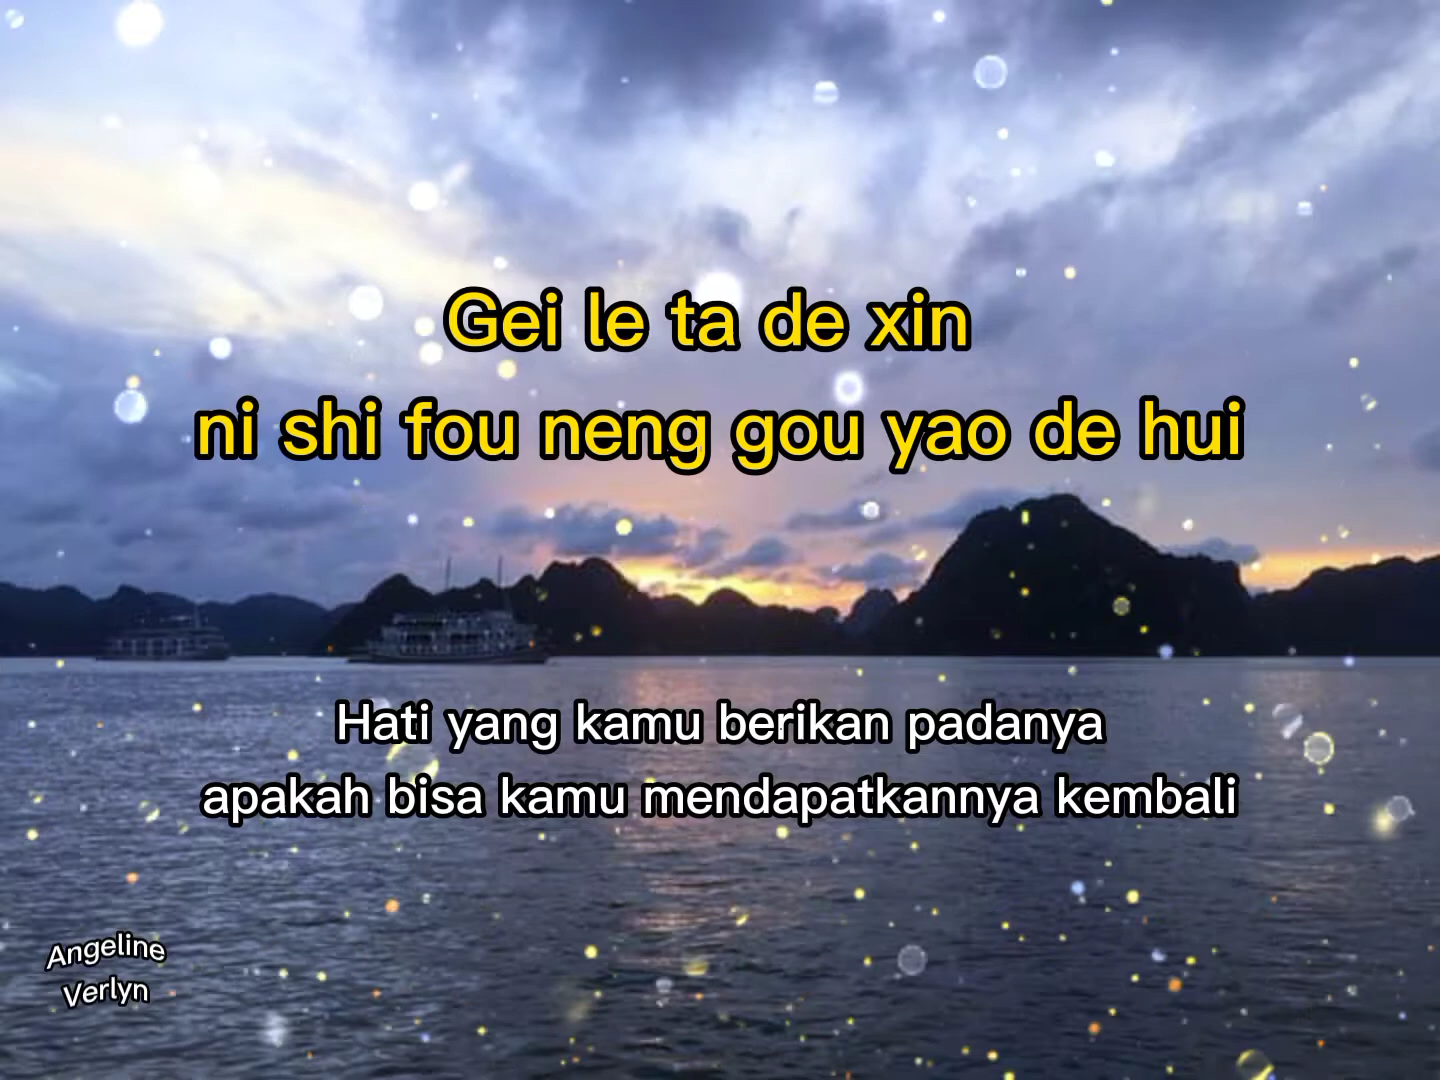 Gei le ta de xin
ni shi fou neng gou yao de hui
Hati yang kamu berikan padanya
apakah bisa kamu mendapatkannya kembali
Angeline
Verlyn